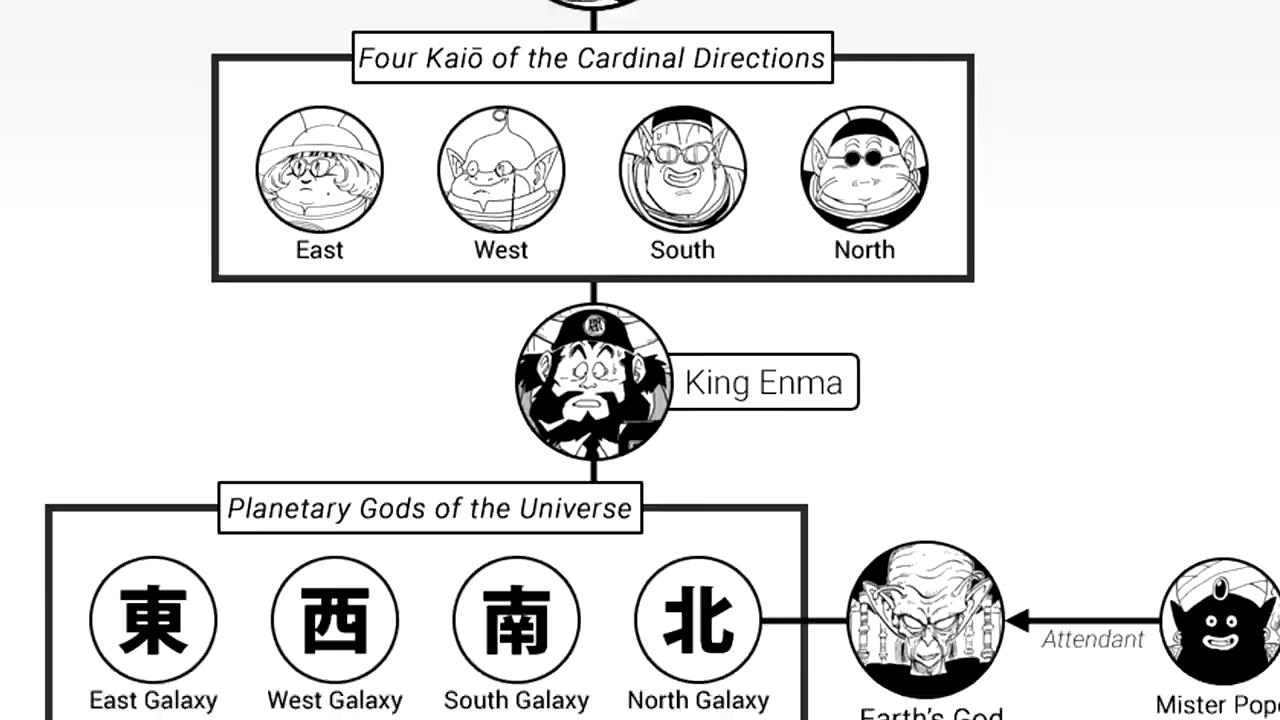 Four Kaiō of the Cardinal Directions
East
West
South
North
King Enma
Planetary Gods of the Universe
東
西
南
北
Attendant
East Galaxy
West Galaxy
South Galaxy
North Galaxy
Earth's God
Mister Popo